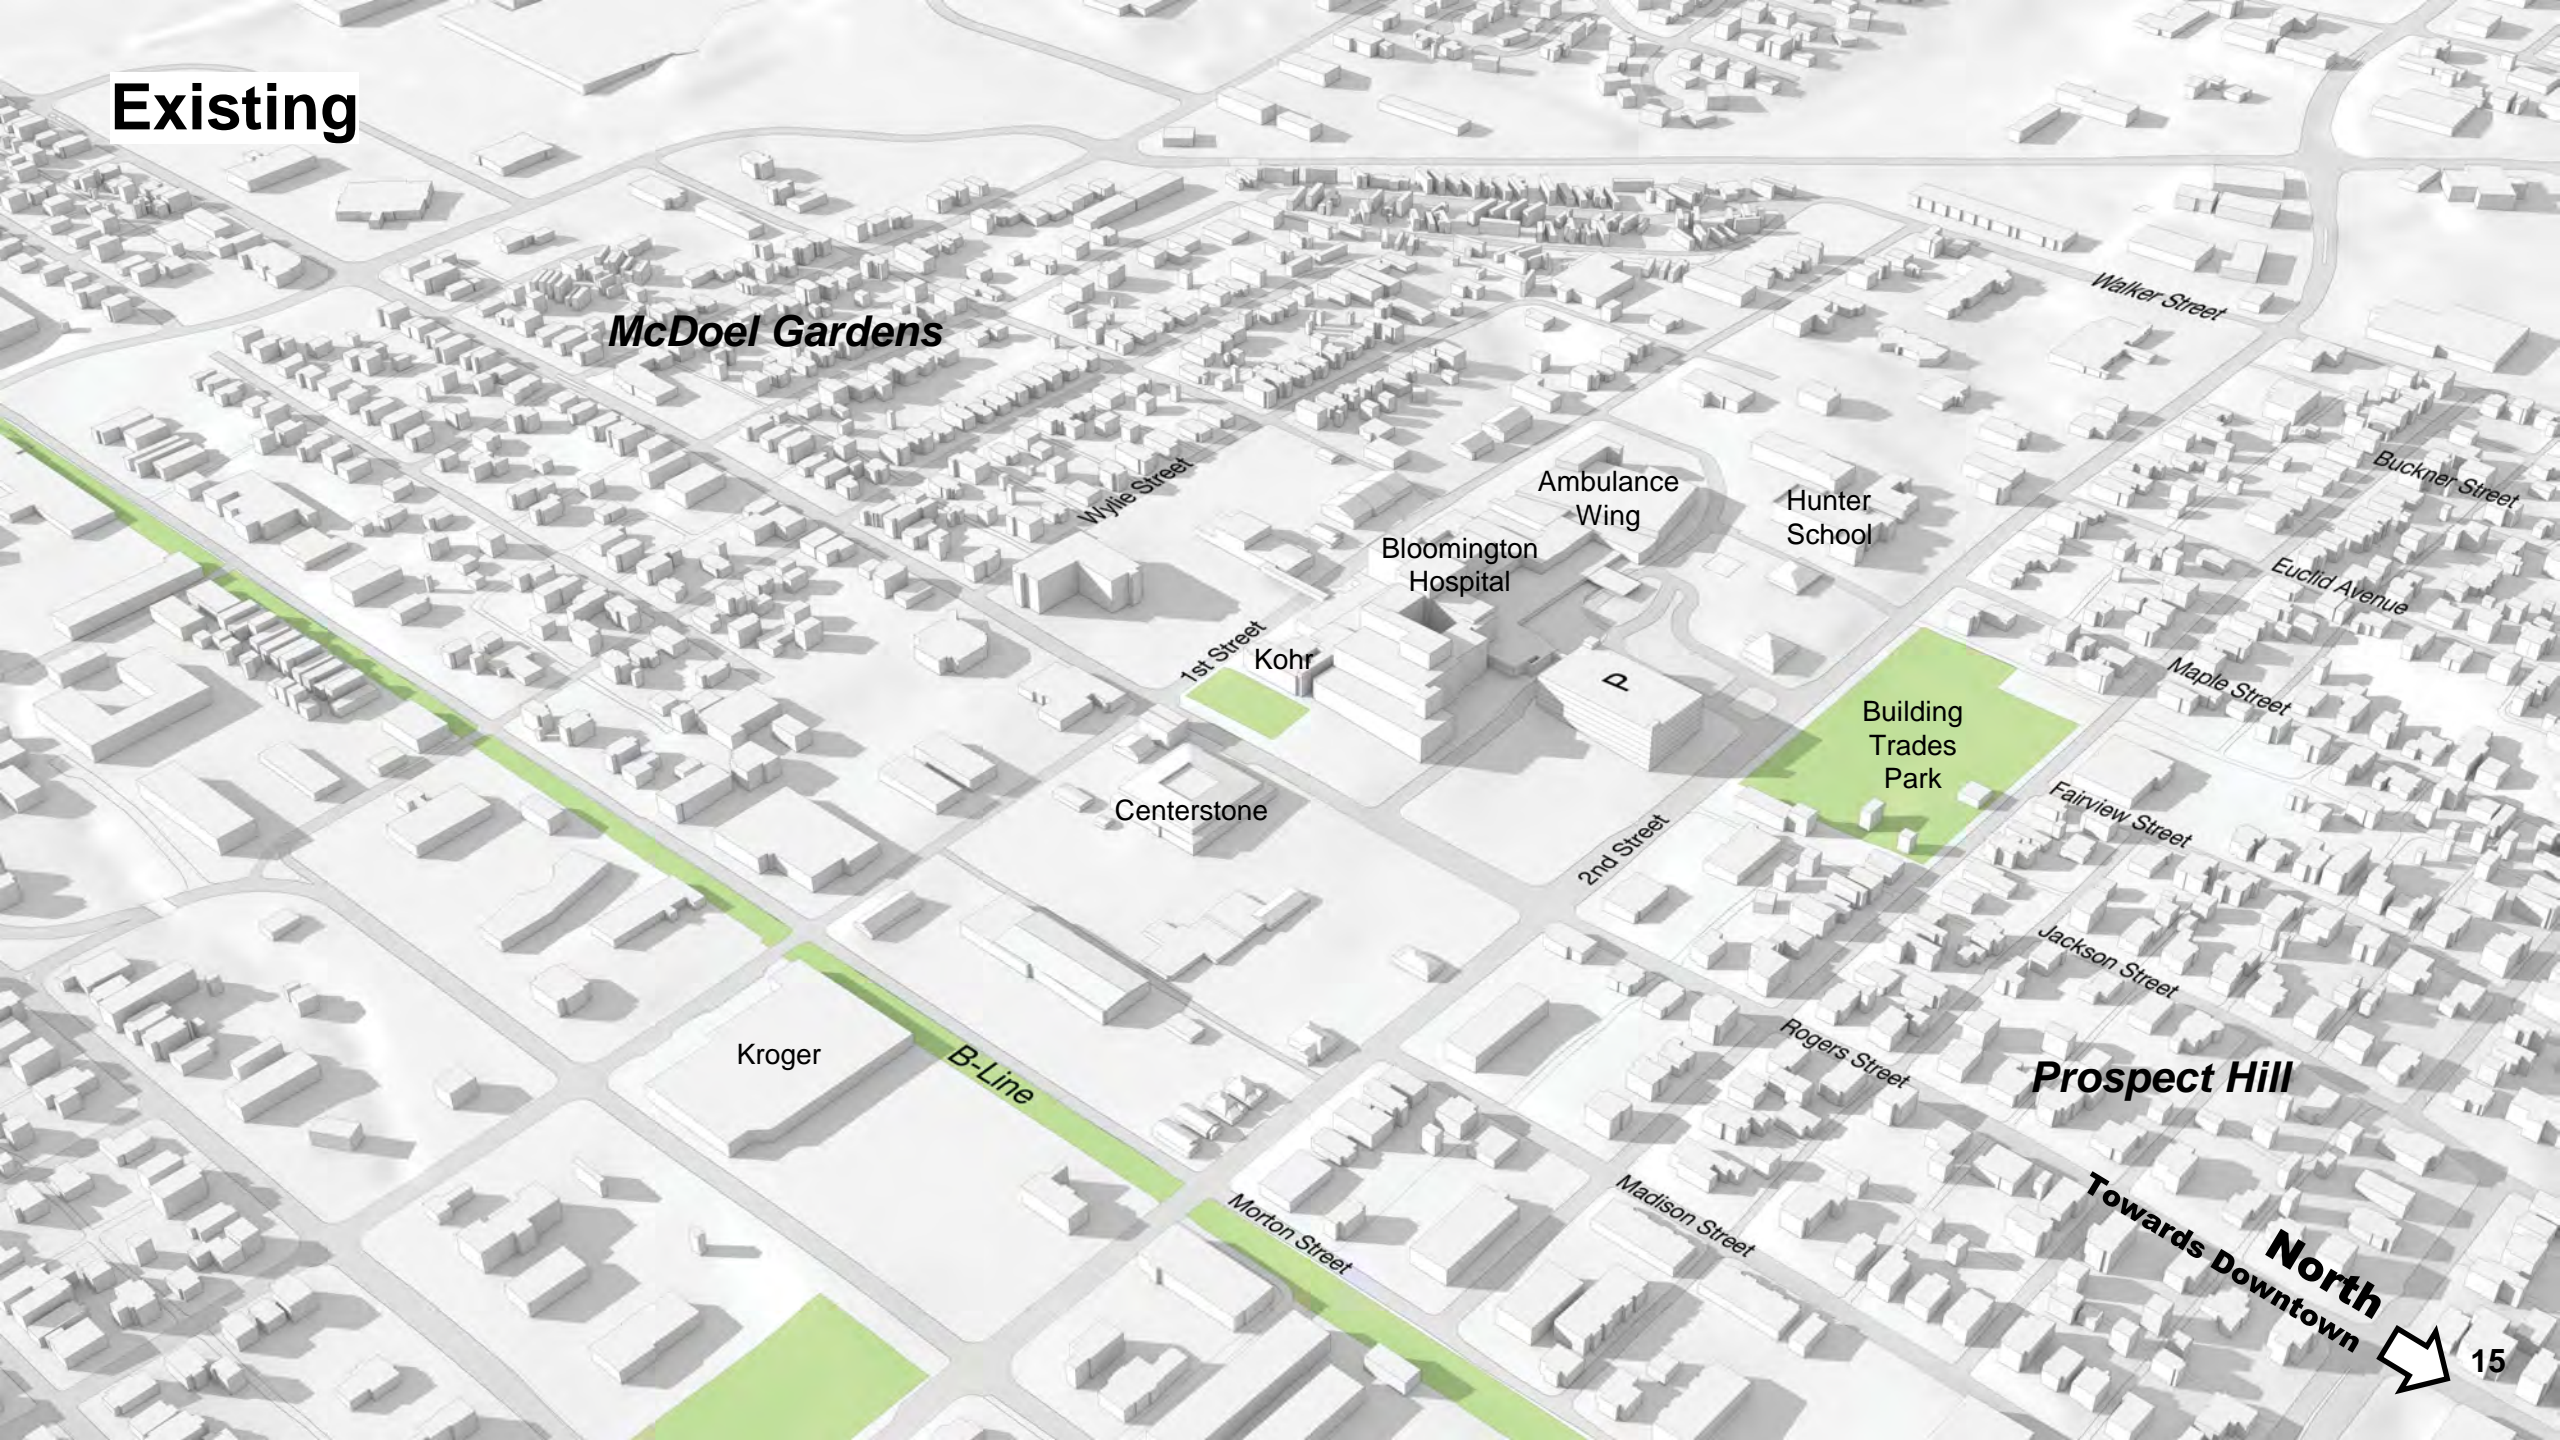 Existing
Walker Street
McDoel Gardens
Buckner Street
Wylie Street
Ambulance
Wing
Hunter
School
Bloomington
Hospital
Euclid Avenue
1st Street
Kohr
P
Maple Street
Building
Trades
Park
Centerstone
Fairview Street
2nd Street
Jackson Street
Rogers Street
Kroger
B-Line
Prospect Hill
Madison Street
Morton Street
North
Towards Downtown
15